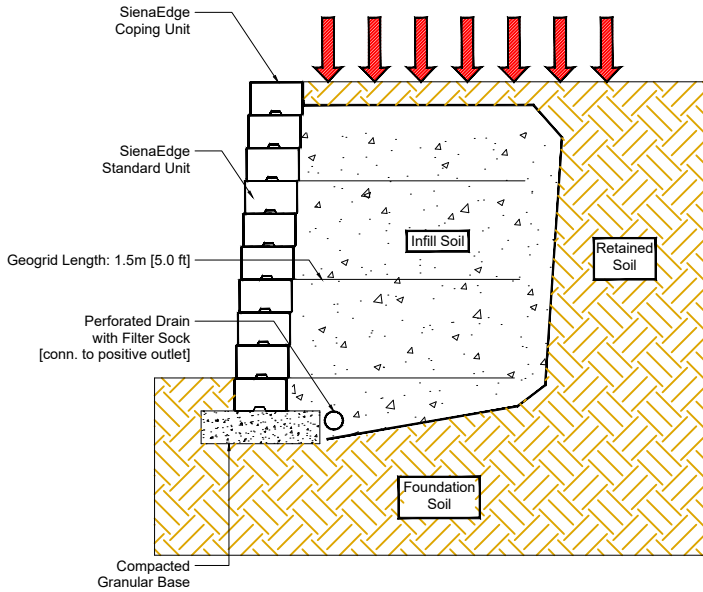 SienaEdge
Coping Unit
SienaEdge
Standard Unit
Infill Soil
Retained
Soil
Geogrid Length: 1.5m [5.0 ft]
Perforated Drain
with Filter Sock
[conn. to positive outlet]
Foundation
Soil
Compacted
Granular Base